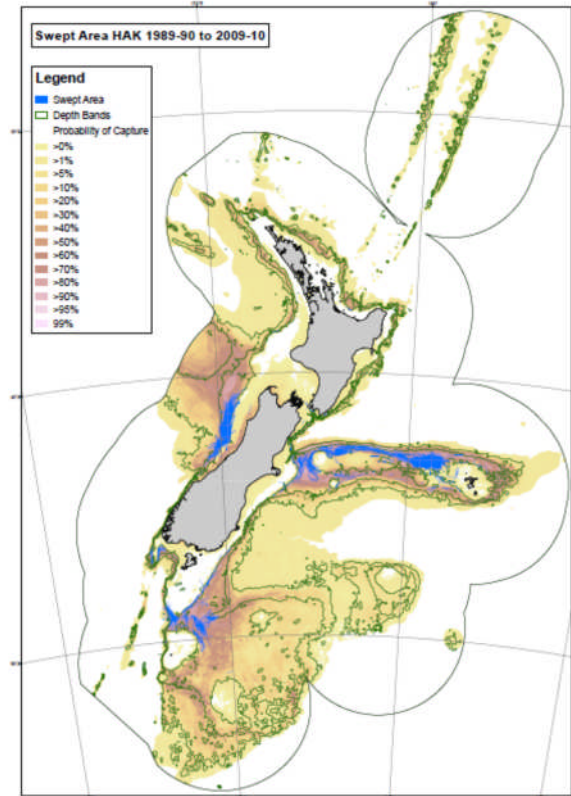 Swept Area HAK 1989-90 to 2009-10
Legend
Swept Area
Depth Bands
Probability of Capture
>0%
>1%
>5%
>10%
>20%
>30%
>40%
>50%
>60%
>70%
>80%
>90%
>95%
99%